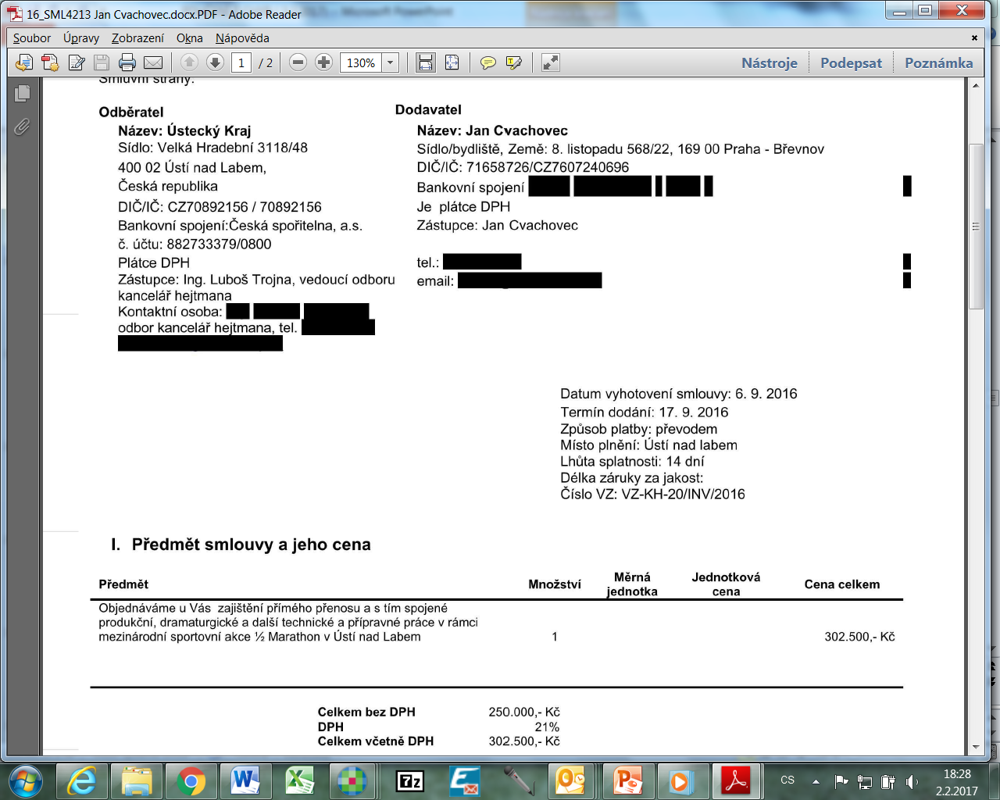 16_SML4213 Jan Cvachovec.docx.PDF - Adobe Reader
Soubor Úpravy Zobrazení Okna Nápověda
1 / 2 130% Nástroje Podepsat Poznámka
Smluvní strany:
Odběratel
Název: Ústecký Kraj
Sídlo: Velká Hradební 3118/48
400 02 Ústí nad Labem,
Česká republika
DIČ/IČ: CZ70892156 / 70892156
Bankovní spojení:Česká spořitelna, a.s.
č. účtu: 882733379/0800
Plátce DPH
Zástupce: Ing. Luboš Trojna, vedoucí odboru
kancelář hejtmana
Kontaktní osoba:
odbor kancelář hejtmana, tel.
Dodavatel
Název: Jan Cvachovec
Sídlo/bydliště, Země: 8. listopadu 568/22, 169 00 Praha - Břevnov
DIČ/IČ: 71658726/CZ7607240696
Bankovní spojení
Je plátce DPH
Zástupce: Jan Cvachovec
tel.:
email:
Datum vyhotovení smlouvy: 6. 9. 2016
Termín dodání: 17. 9. 2016
Způsob platby: převodem
Místo plnění: Ústí nad labem
Lhůta splatnosti: 14 dní
Délka záruky za jakost:
Číslo VZ: VZ-KH-20/INV/2016
I. Předmět smlouvy a jeho cena
Předmět Množství Měrná jednotka Jednotková cena Cena celkem
Objednáváme u Vás zajištění přímého přenosu a s tím spojené
produkční, dramaturgické a další technické a přípravné práce v rámci
mezinárodní sportovní akce ½ Marathon v Ústí nad Labem 1 302.500,- Kč
Celkem bez DPH 250.000,- Kč
DPH 21%
Celkem včetně DPH 302.500,- Kč
CS 18:28
2.2.2017